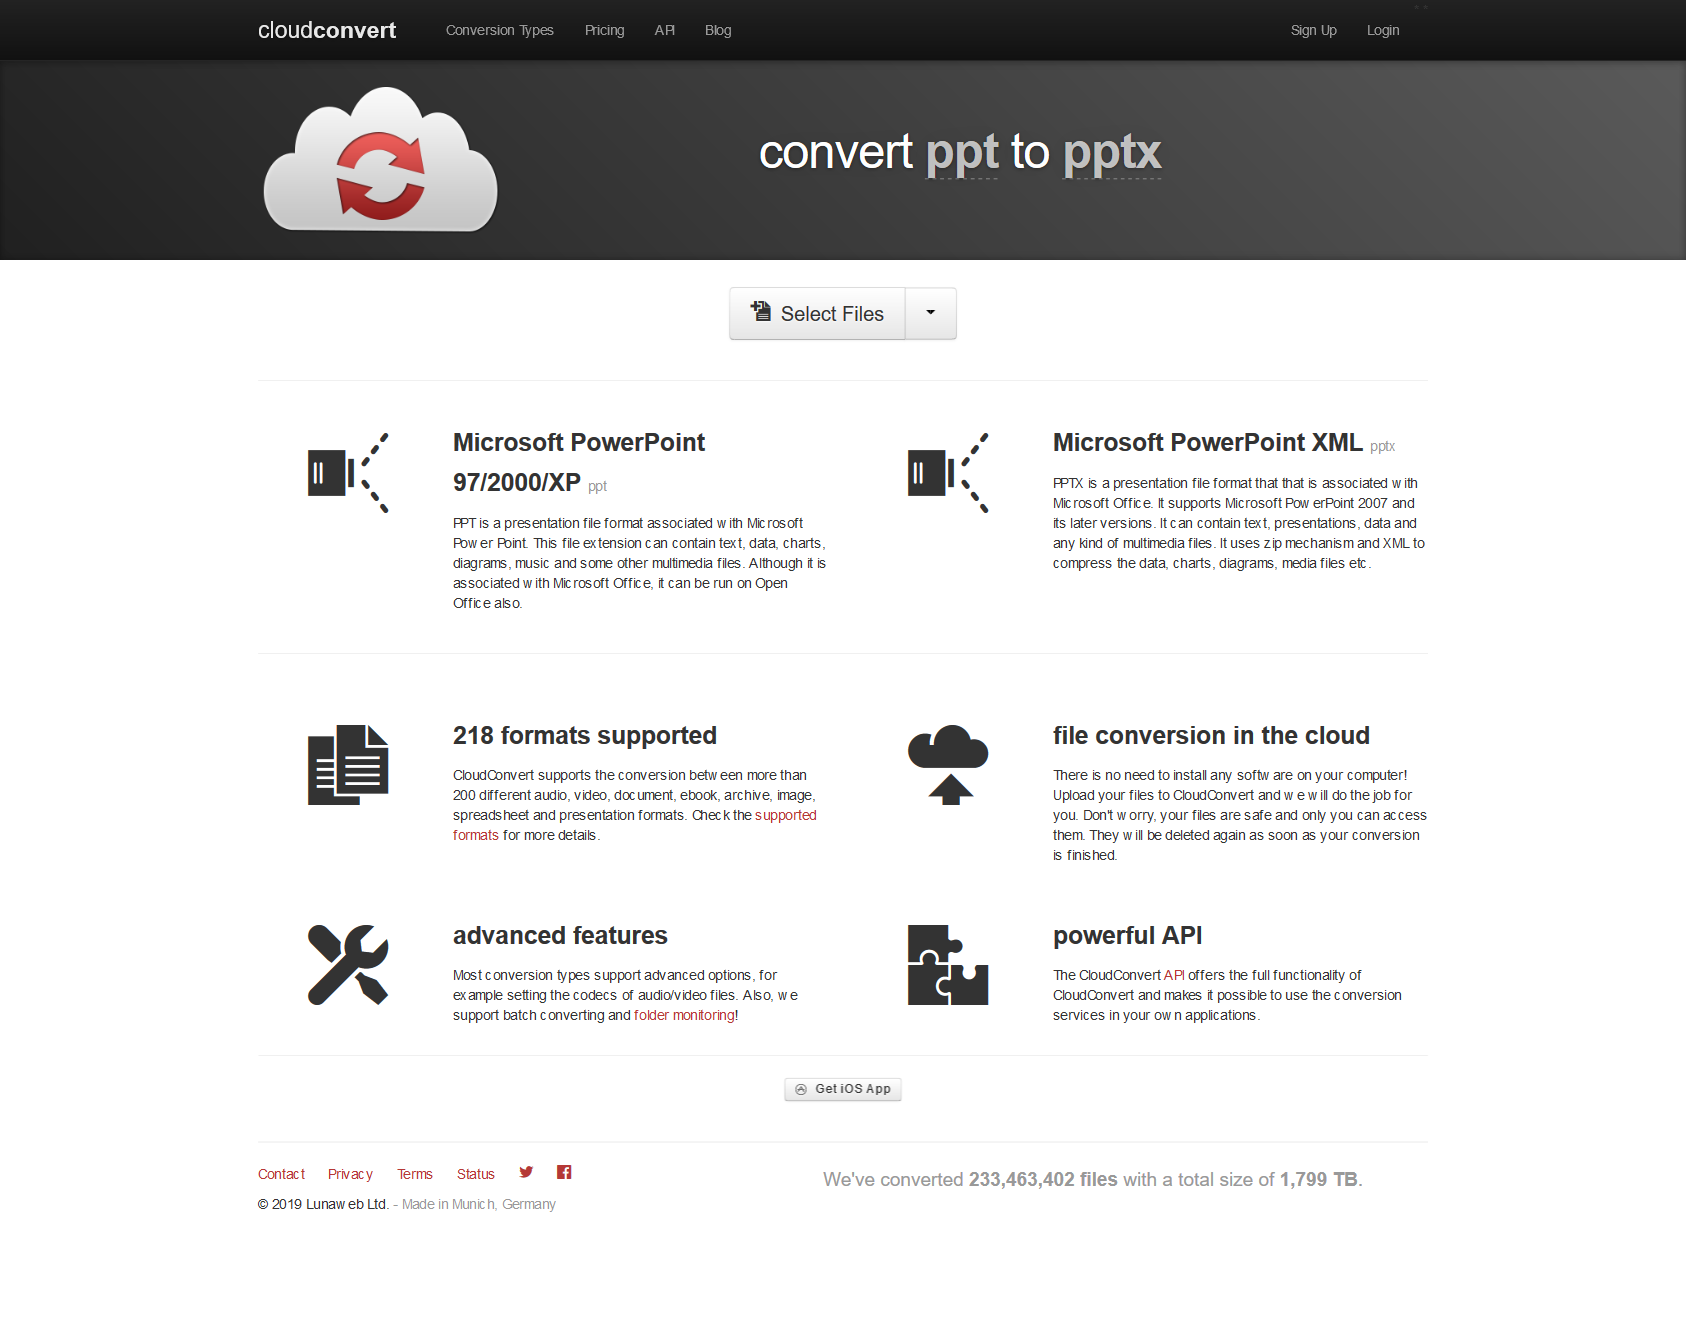 cloudconvert Conversion Types Pricing API Blog Sign Up Login
convert ppt to pptx
Select Files
Microsoft PowerPoint
97/2000/XP ppt
PPT is a presentation file format associated with Microsoft
Power Point. This file extension can contain text, data, charts,
diagrams, music and some other multimedia files. Although it is
associated with Microsoft Office, it can be run on Open
Office also.
Microsoft PowerPoint XML pptx
PPTX is a presentation file format that that is associated with
Microsoft Office. It supports Microsoft PowerPoint 2007 and
its later versions. It can contain text, presentations, data and
any kind of multimedia files. It uses zip mechanism and XML to
compress the data, charts, diagrams, media files etc.
218 formats supported
CloudConvert supports the conversion between more than
200 different audio, video, document, ebook, archive, image,
spreadsheet and presentation formats. Check the supported
formats for more details.
file conversion in the cloud
There is no need to install any software on your computer!
Upload your files to CloudConvert and we will do the job for
you. Don't worry, your files are safe and only you can access
them. They will be deleted again as soon as your conversion
is finished.
advanced features
Most conversion types support advanced options, for
example setting the codecs of audio/video files. Also, we
support batch converting and folder monitoring!
powerful API
The CloudConvert API offers the full functionality of
CloudConvert and makes it possible to use the conversion
services in your own applications.
Get iOS App
Contact Privacy Terms Status
© 2019 Lunaweb Ltd. - Made in Munich, Germany
We've converted 233,463,402 files with a total size of 1,799 TB.